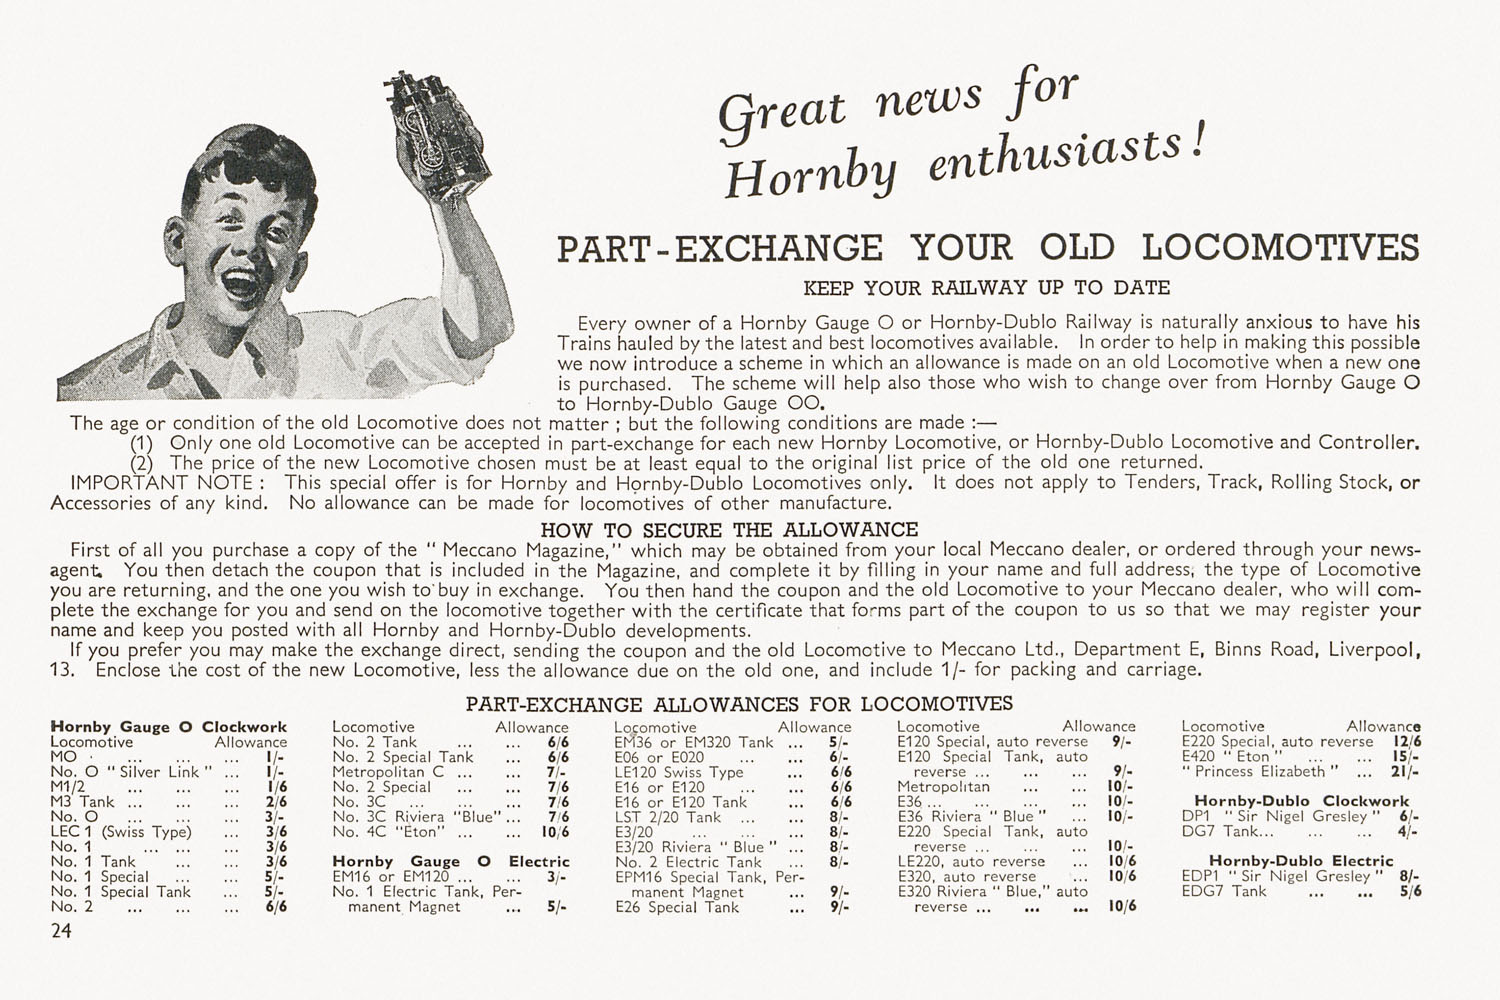 Great news for
Hornby enthusiasts!
PART-EXCHANGE YOUR OLD LOCOMOTIVES
KEEP YOUR RAILWAY UP TO DATE
Every owner of a Hornby Gauge O or Hornby-Dublo Railway is naturally anxious to have his
Trains hauled by the latest and best locomotives available. In order to help in making this possible
we now introduce a scheme in which an allowance is made on an old Locomotive when a new one
is purchased. The scheme will help also those who wish to change over from Hornby Gauge O
to Hornby-Dublo Gauge OO.
The age or condition of the old Locomotive does not matter ; but the following conditions are made :—
(1) Only one old Locomotive can be accepted in part-exchange for each new Hornby Locomotive, or Hornby-Dublo Locomotive and Controller.
(2) The price of the new Locomotive chosen must be at least equal to the original list price of the old one returned.
IMPORTANT NOTE : This special offer is for Hornby and Hornby-Dublo Locomotives only. It does not apply to Tenders, Track, Rolling Stock, or
Accessories of any kind. No allowance can be made for locomotives of other manufacture.
HOW TO SECURE THE ALLOWANCE
First of all you purchase a copy of the " Meccano Magazine," which may be obtained from your local Meccano dealer, or ordered through your news-
agent. You then detach the coupon that is included in the Magazine, and complete it by filling in your name and full address, the type of Locomotive
you are returning, and the one you wish to buy in exchange. You then hand the coupon and the old Locomotive to your Meccano dealer, who will com-
plete the exchange for you and send on the locomotive together with the certificate that forms part of the coupon to us so that we may register your
name and keep you posted with all Hornby and Hornby-Dublo developments.
If you prefer you may make the exchange direct, sending the coupon and the old Locomotive to Meccano Ltd., Department E, Binns Road, Liverpool,
13. Enclose the cost of the new Locomotive, less the allowance due on the old one, and include 1/- for packing and carriage.
PART-EXCHANGE ALLOWANCES FOR LOCOMOTIVES
Hornby Gauge O Clockwork
Locomotive Allowance
MO ... ... ... 1/-
No. O " Silver Link " ... 1/-
M1/2 ... ... ... 1/6
M3 Tank ... ... ... 2/6
No. O ... ... ... 3/-
LEC 1 (Swiss Type) ... 3/6
No. 1 ... ... ... 3/6
No. 1 Tank ... ... 3/6
No. 1 Special ... ... 5/-
No. 1 Special Tank ... 5/-
No. 2 ... ... ... 6/6
Locomotive Allowance
No. 2 Tank ... ... 6/6
No. 2 Special Tank ... 6/6
Metropolitan C ... ... 7/-
No. 2 Special ... ... 7/6
No. 3C ... ... ... 7/6
No. 3C Riviera "Blue" ... 7/6
No. 4C "Eton" ... ... 10/6
Hornby Gauge O Electric
EM16 or EM120 ... ... 3/-
No. 1 Electric Tank, Per-
manent Magnet ... 5/-
Locomotive Allowance
EM36 or EM320 Tank ... 5/-
E06 or E020 ... ... 6/-
LE120 Swiss Type ... 6/6
E16 or E120 ... ... 6/6
E16 or E120 Tank ... 6/6
LST 2/20 Tank ... 8/-
E3/20 ... ... ... 8/-
E3/20 Riviera " Blue " ... 8/-
No. 2 Electric Tank ... 8/-
EPM16 Special Tank, Per-
manent Magnet ... 9/-
E26 Special Tank ... 9/-
Locomotive Allowance
E120 Special, auto reverse 9/-
E120 Special Tank, auto
reverse ... ... ... 9/-
Metropolitan ... ... 10/-
E36 ... ... ... ... 10/-
E36 Riviera " Blue " ... 10/-
E220 Special Tank, auto
reverse ... ... ... 10/-
LE220, auto reverse ... 10/6
E320, auto reverse ... 10/6
E320 Riviera " Blue," auto
reverse ... ... ... 10/6
Locomotive Allowance
E220 Special, auto reverse 12/6
E420 " Eton " ... ... 15/-
" Princess Elizabeth " ... 21/-
Hornby-Dublo Clockwork
DP1 " Sir Nigel Gresley " 6/-
DG7 Tank... ... ... 4/-
Hornby-Dublo Electric
EDP1 " Sir Nigel Gresley " 8/-
EDG7 Tank ... ... 5/6
24